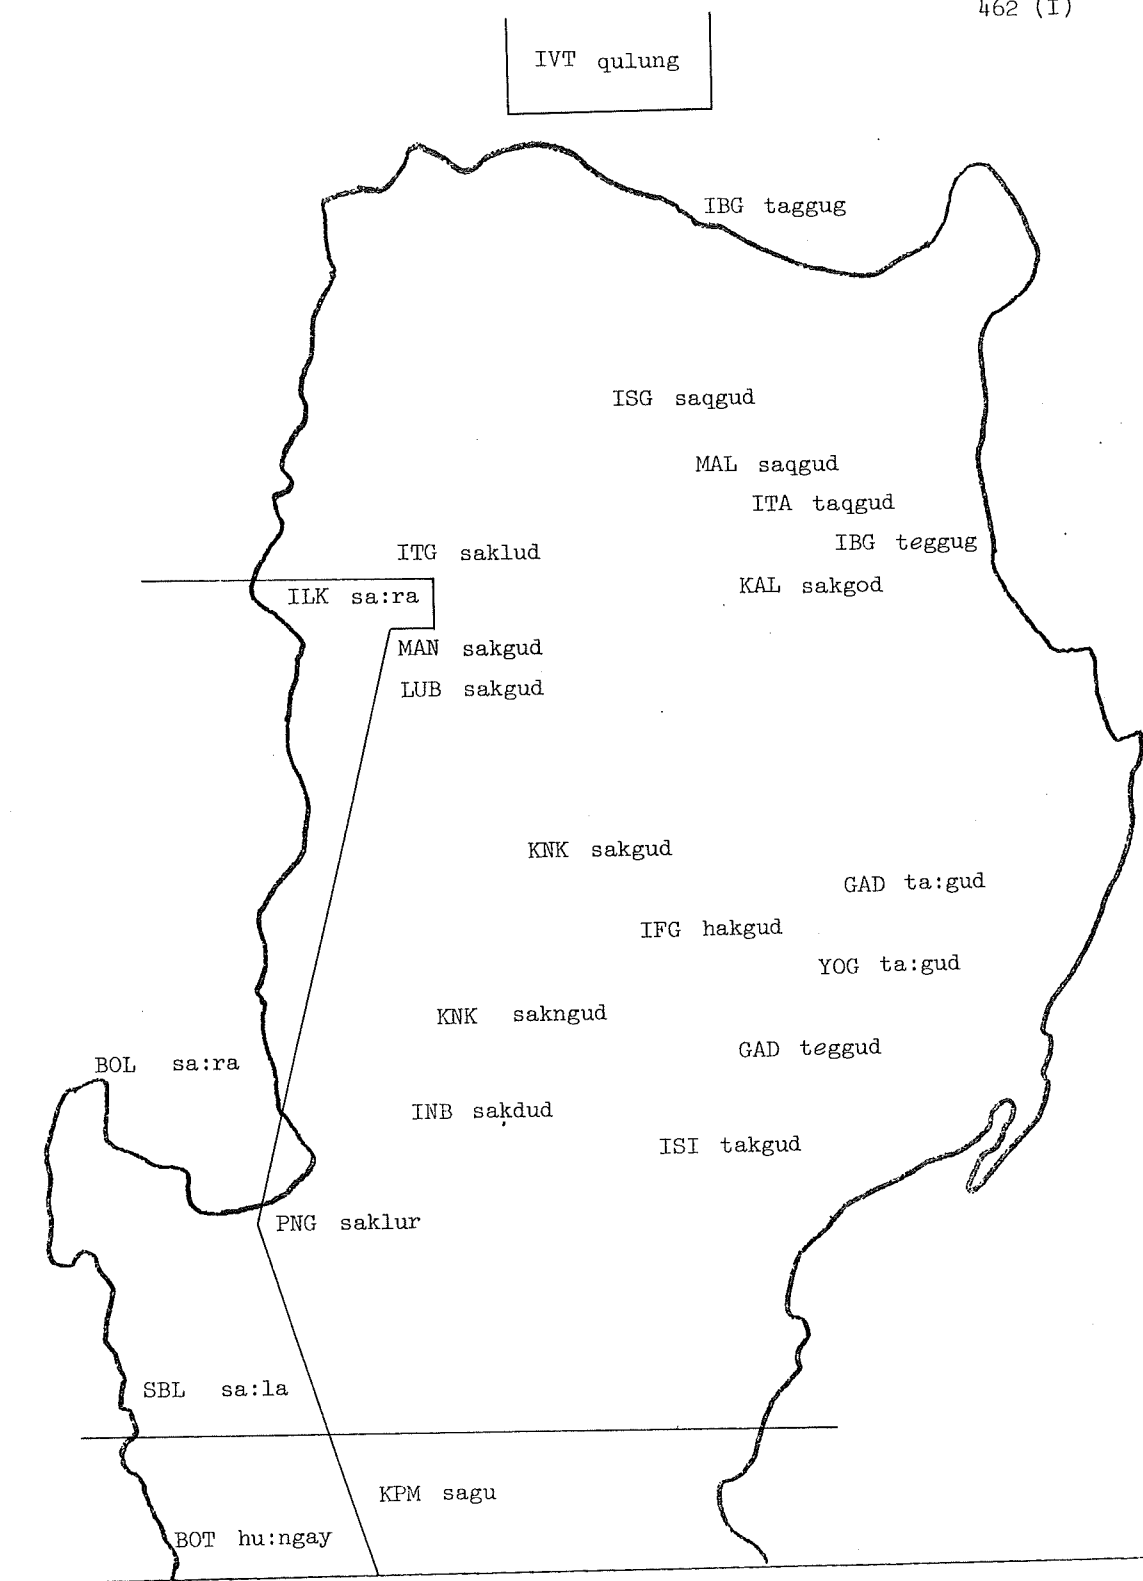 462 (I)
IVT qulung
IBG taggug
ISG saqgud
MAL saqgud
ITA taqgud
IBG teggug
ITG saklud
KAL sakgod
ILK sa:ra
MAN sakgud
LUB sakgud
KNK sakgud
GAD ta:gud
IFG hakgud
YOG ta:gud
KNK sakngud
GAD teggud
BOL sa:ra
INB sakdud
ISI takgud
PNG saklur
SBL sa:la
KPM sagu
BOT hu:ngay